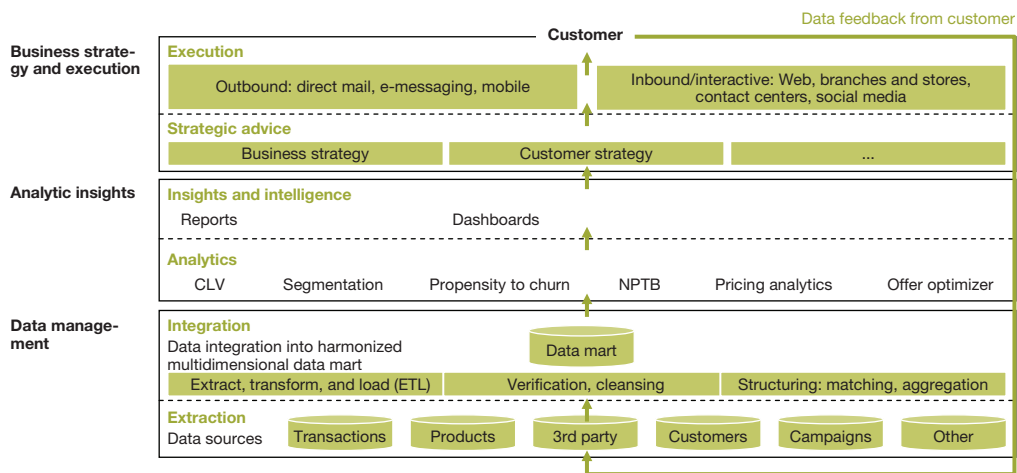 Data feedback from customer
Customer
Business strate-
gy and execution
Execution
Outbound: direct mail, e-messaging, mobile
Inbound/interactive: Web, branches and stores,
contact centers, social media
Strategic advice
Business strategy
Customer strategy
...
Analytic insights
Insights and intelligence
Reports
Dashboards
Analytics
CLV
Segmentation
Propensity to churn
NPTB
Pricing analytics
Offer optimizer
Data manage-
ment
Integration
Data integration into harmonized
multidimensional data mart
Data mart
Extract, transform, and load (ETL)
Verification, cleansing
Structuring: matching, aggregation
Extraction
Data sources
Transactions
Products
3rd party
Customers
Campaigns
Other